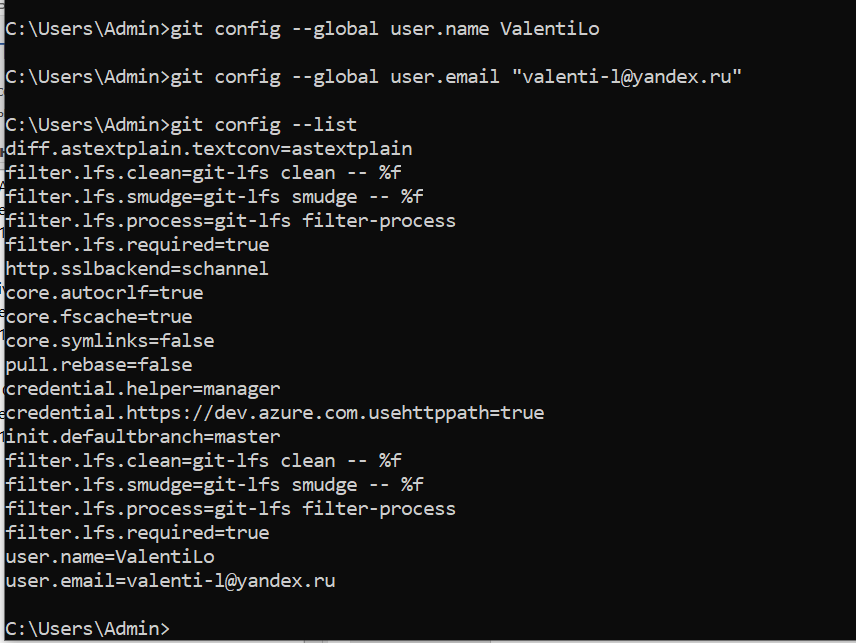 C:\Users\Admin>git config --global user.name ValentiLo
C:\Users\Admin>git config --global user.email "valenti-l@yandex.ru"
C:\Users\Admin>git config --list
diff.astextplain.textconv=astextplain
filter.lfs.clean=git-lfs clean -- %f
filter.lfs.smudge=git-lfs smudge -- %f
filter.lfs.process=git-lfs filter-process
filter.lfs.required=true
http.sslbackend=schannel
core.autocrlf=true
core.fscache=true
core.symlinks=false
pull.rebase=false
credential.helper=manager
credential.https://dev.azure.com.usehttppath=true
init.defaultbranch=master
filter.lfs.clean=git-lfs clean -- %f
filter.lfs.smudge=git-lfs smudge -- %f
filter.lfs.process=git-lfs filter-process
filter.lfs.required=true
user.name=ValentiLo
user.email=valenti-l@yandex.ru
C:\Users\Admin>